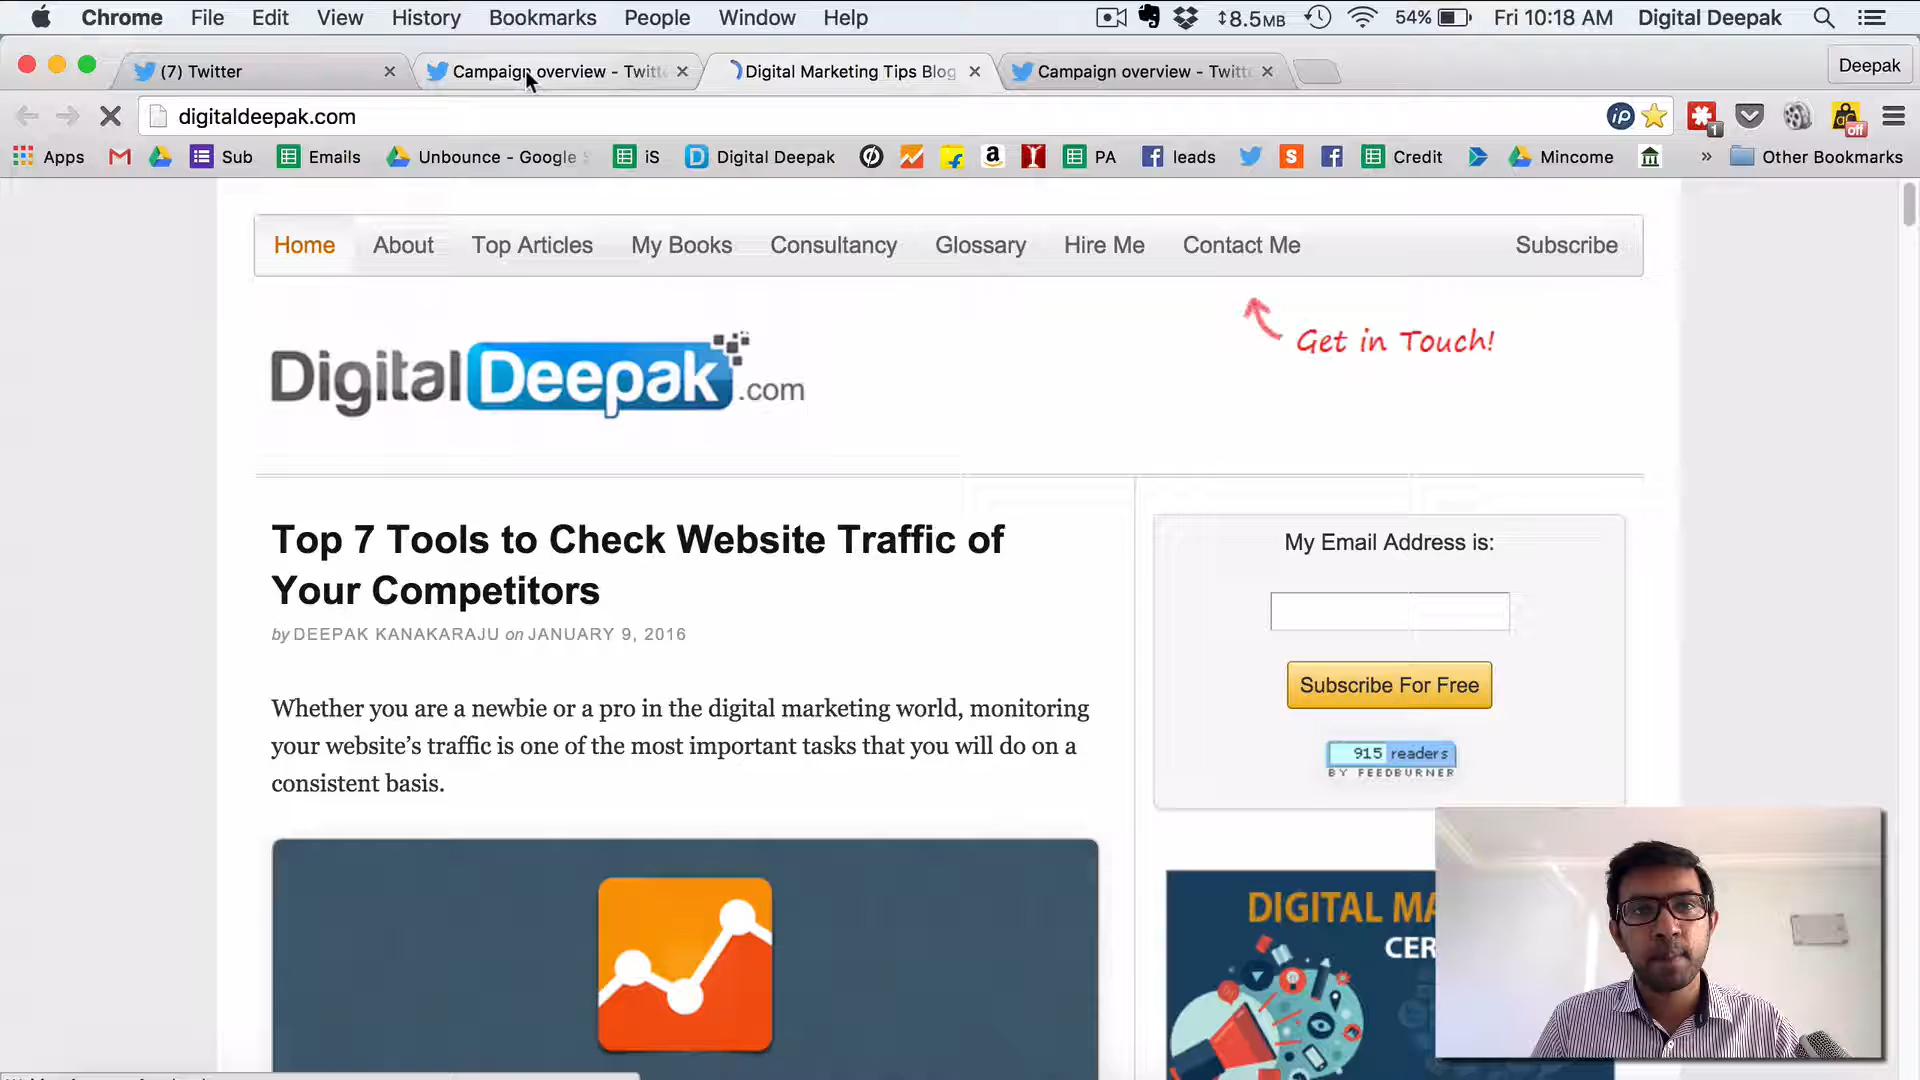 Chrome File Edit View History Bookmarks People Window Help 8.5MB 54% Fri 10:18 AM Digital Deepak
(7) Twitter Campaign overview - Twitt Digital Marketing Tips Blog Campaign overview - Twitt Deepak
digitaldeepak.com
Apps Sub Emails Unbounce - Google iS Digital Deepak PA leads Credit Mincome » Other Bookmarks
Home About Top Articles My Books Consultancy Glossary Hire Me Contact Me Subscribe
Get in Touch!
DigitalDeepak.com
Top 7 Tools to Check Website Traffic of
Your Competitors
by DEEPAK KANAKARAJU on JANUARY 9, 2016
Whether you are a newbie or a pro in the digital marketing world, monitoring
your website’s traffic is one of the most important tasks that you will do on a
consistent basis.
My Email Address is:
Subscribe For Free
915 readers
BY FEEDBURNER
DIGITAL MA
CER